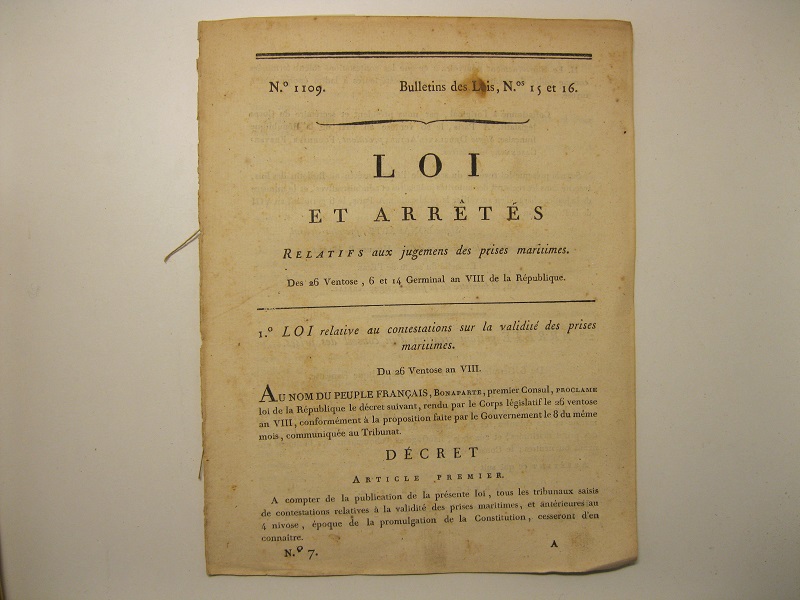 N.º 1109. Bulletins des Lois, N.ºs 15 et 16.
LOI
ET ARRÊTÉS
RELATIFS aux jugemens des prises maritimes.
Des 26 Ventose, 6 et 14 Germinal an VIII de la République.
1.º LOI relative au contestations sur la validité des prises
maritimes.
Du 26 Ventose an VIII.
AU NOM DU PEUPLE FRANÇAIS, BONAPARTE, premier Consul, PROCLAME
loi de la République le décret suivant, rendu par le Corps législatif le 26 ventose
an VIII, conformément à la proposition faite par le Gouvernement le 8 du même
mois, communiquée au Tribunat.
DÉCRET
ARTICLE PREMIER.
A compter de la publication de la présente loi, tous les tribunaux saisis
de contestations relatives à la validité des prises maritimes, et antérieures au
4 nivose, époque de la promulgation de la Constitution, cesseront d'en
connaître.
N.º 7. A